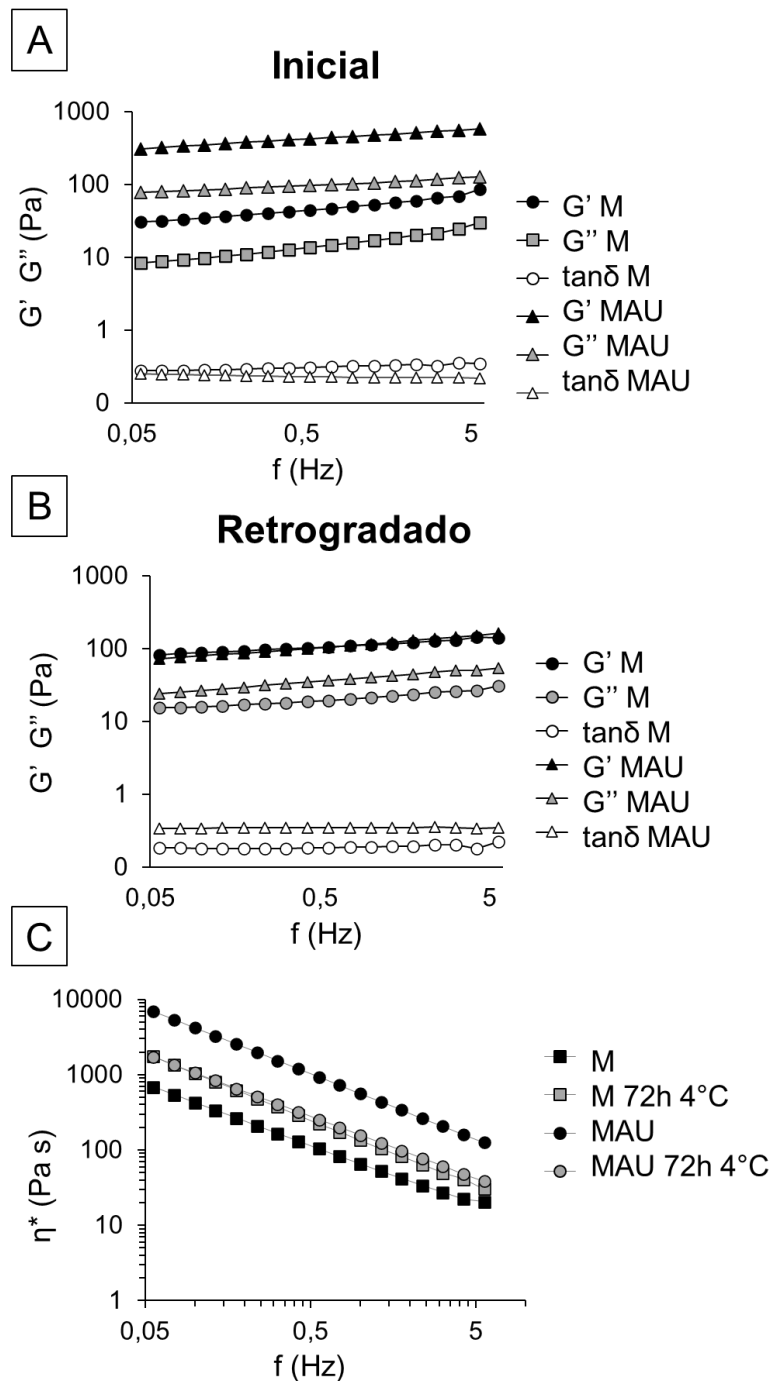 A
Inicial
1000
100
10
1
0
G’ G” (Pa)
0,05
0,5
5
f (Hz)
G’ M
G’’ M
tanδ M
G’ MAU
G’’ MAU
tanδ MAU
B
Retrogradado
1000
100
10
1
0
G’ G” (Pa)
0,05
0,5
5
f (Hz)
G’ M
G’’ M
tanδ M
G’ MAU
G’’ MAU
tanδ MAU
C
10000
1000
100
10
1
η* (Pa s)
0,05
0,5
5
f (Hz)
M
M 72h 4°C
MAU
MAU 72h 4°C